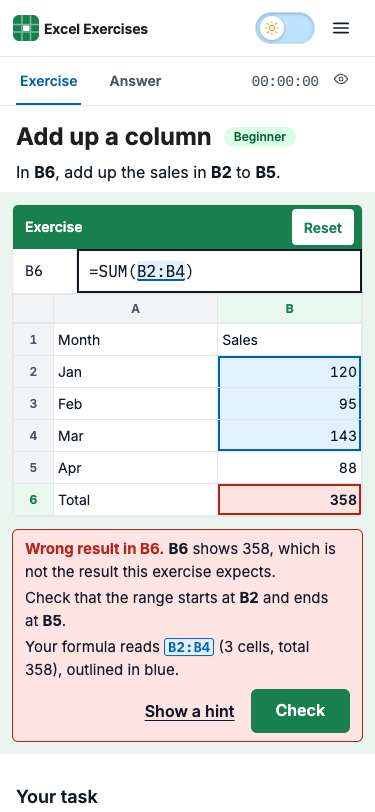 Excel Exercises
Exercise Answer 00:00:00
Add up a column Beginner
In B6, add up the sales in B2 to B5.
Exercise Reset
B6 =SUM(B2:B4)
A B
1 Month Sales
2 Jan 120
3 Feb 95
4 Mar 143
5 Apr 88
6 Total 358
Wrong result in B6. B6 shows 358, which is
not the result this exercise expects.
Check that the range starts at B2 and ends
at B5.
Your formula reads B2:B4 (3 cells, total
358), outlined in blue.
Show a hint Check
Your task